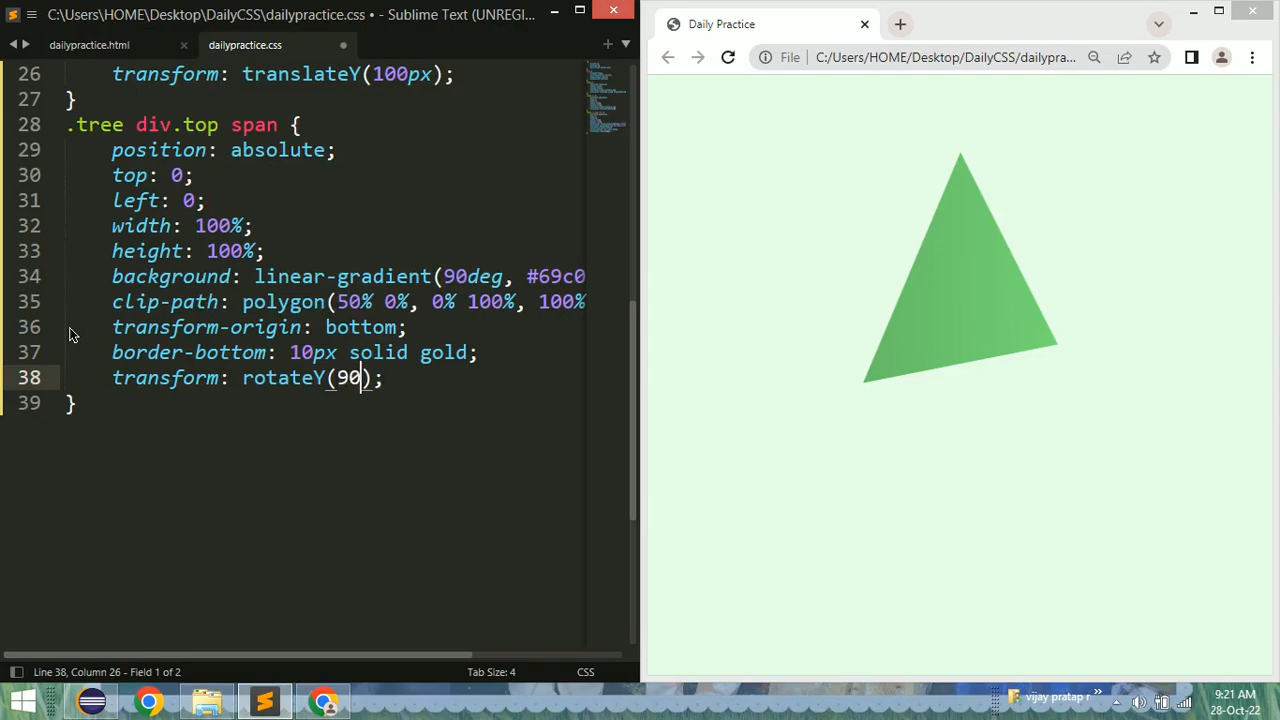 C:\Users\HOME\Desktop\DailyCSS\dailypractice.css • - Sublime Text (UNREGI...
dailypractice.html
dailypractice.css
26 transform: translateY(100px);
27 }
28 .tree div.top span {
29 position: absolute;
30 top: 0;
31 left: 0;
32 width: 100%;
33 height: 100%;
34 background: linear-gradient(90deg, #69c0
35 clip-path: polygon(50% 0%, 0% 100%, 100%
36 transform-origin: bottom;
37 border-bottom: 10px solid gold;
38 transform: rotateY(90);
39 }
Line 38, Column 26 - Field 1 of 2
Tab Size: 4
CSS
Daily Practice
File
C:/Users/HOME/Desktop/DailyCSS/dailypra...
vijay pratap r
9:21 AM
28-Oct-22